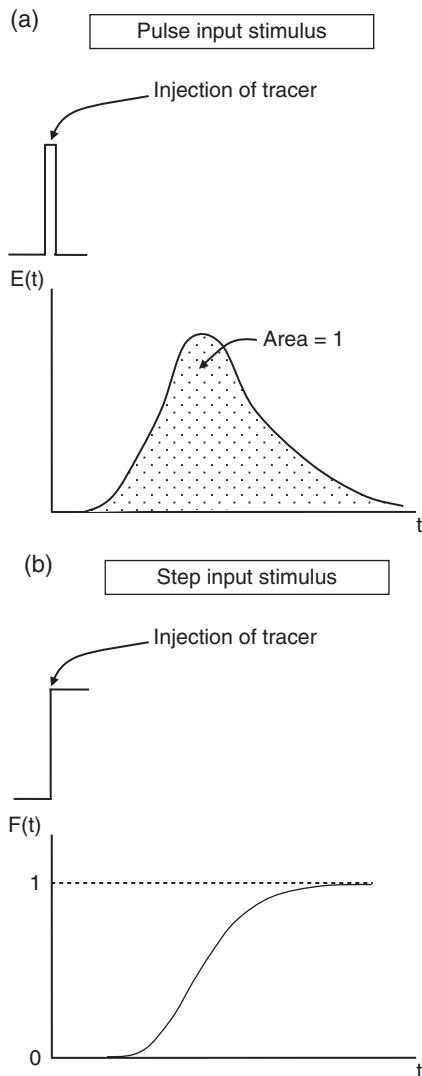 (a)
Pulse input stimulus
Injection of tracer
E(t)
Area = 1
t
(b)
Step input stimulus
Injection of tracer
F(t)
1
0
t